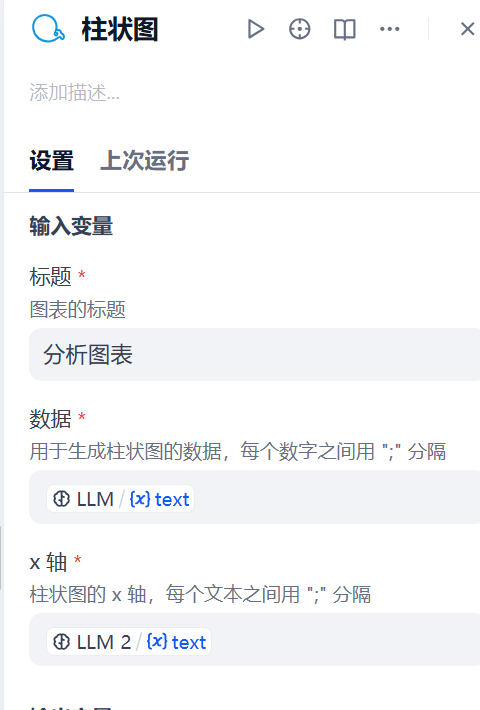 柱状图
添加描述...
设置 上次运行
输入变量
标题 *
图表的标题
分析图表
数据 *
用于生成柱状图的数据，每个数字之间用 ";" 分隔
LLM / {x} text
x 轴 *
柱状图的 x 轴，每个文本之间用 ";" 分隔
LLM 2 / {x} text